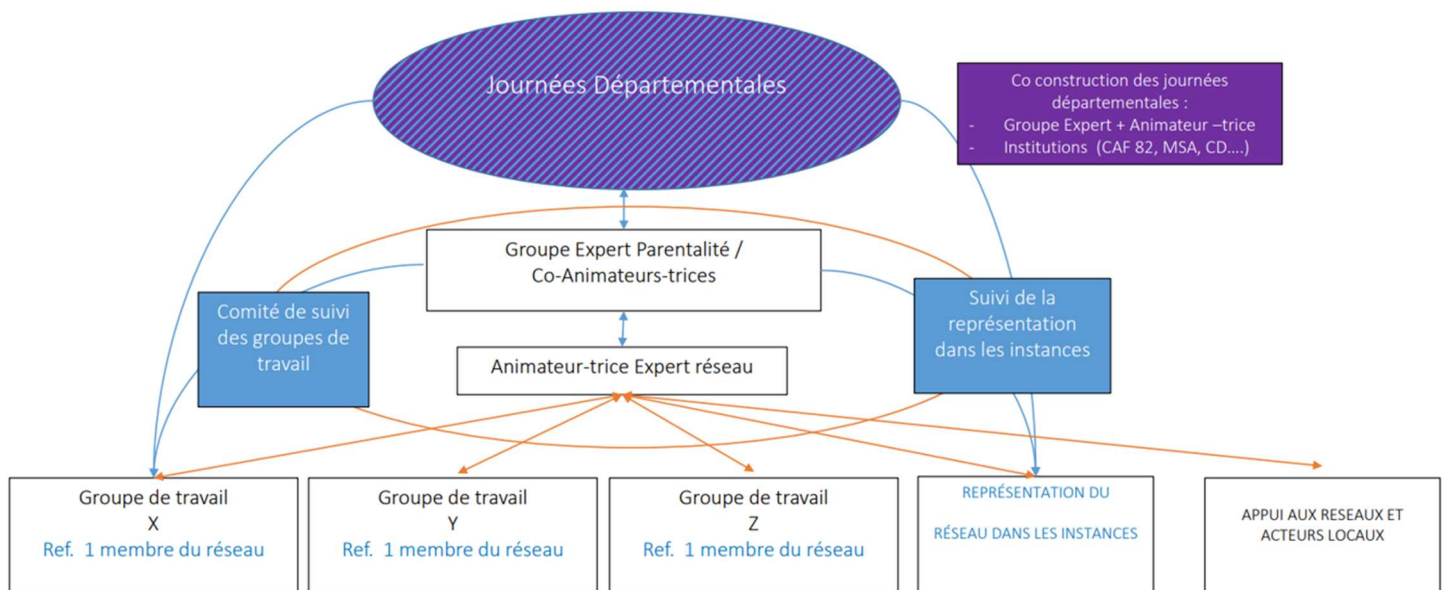 Journées Départementales
Co construction des journées
départementales :
- Groupe Expert + Animateur –trice
- Institutions (CAF 82, MSA, CD....)
Groupe Expert Parentalité /
Co-Animateurs-trices
Comité de suivi
des groupes de
travail
Suivi de la
représentation
dans les instances
Animateur-trice Expert réseau
Groupe de travail
X
Ref. 1 membre du réseau
Groupe de travail
Y
Ref. 1 membre du réseau
Groupe de travail
Z
Ref. 1 membre du réseau
REPRÉSENTATION DU
RÉSEAU DANS LES INSTANCES
APPUI AUX RESEAUX ET
ACTEURS LOCAUX